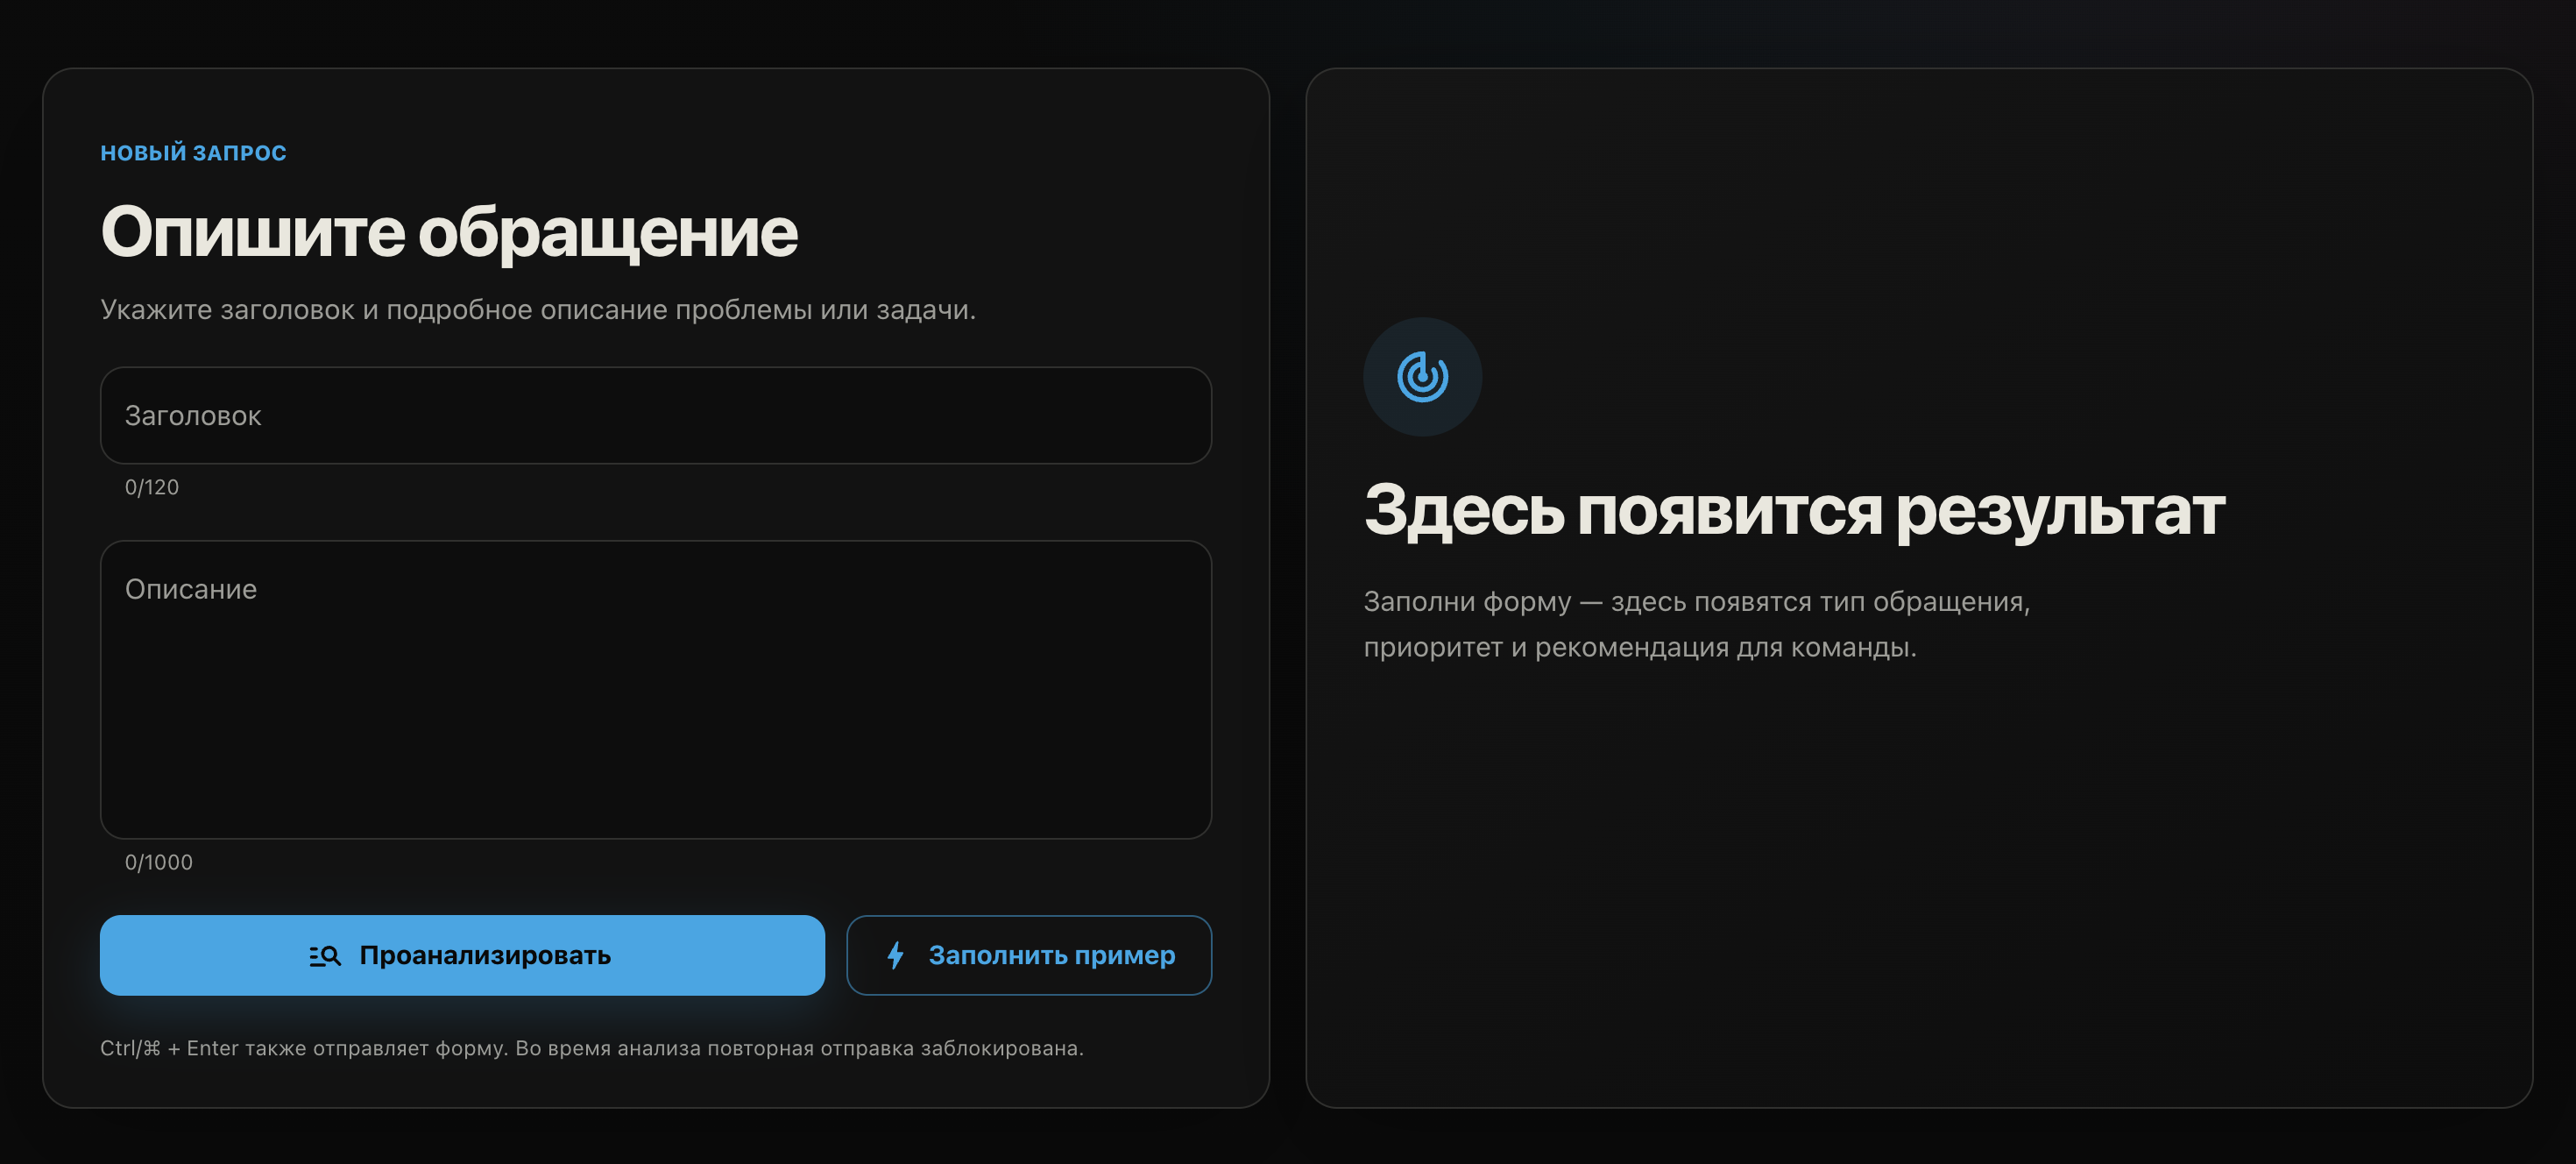 НОВЫЙ ЗАПРОС
Опишите обращение
Укажите заголовок и подробное описание проблемы или задачи.
Заголовок
0/120
Описание
0/1000
Проанализировать
Заполнить пример
Ctrl/⌘ + Enter также отправляет форму. Во время анализа повторная отправка заблокирована.
Здесь появится результат
Заполни форму — здесь появятся тип обращения,
приоритет и рекомендация для команды.